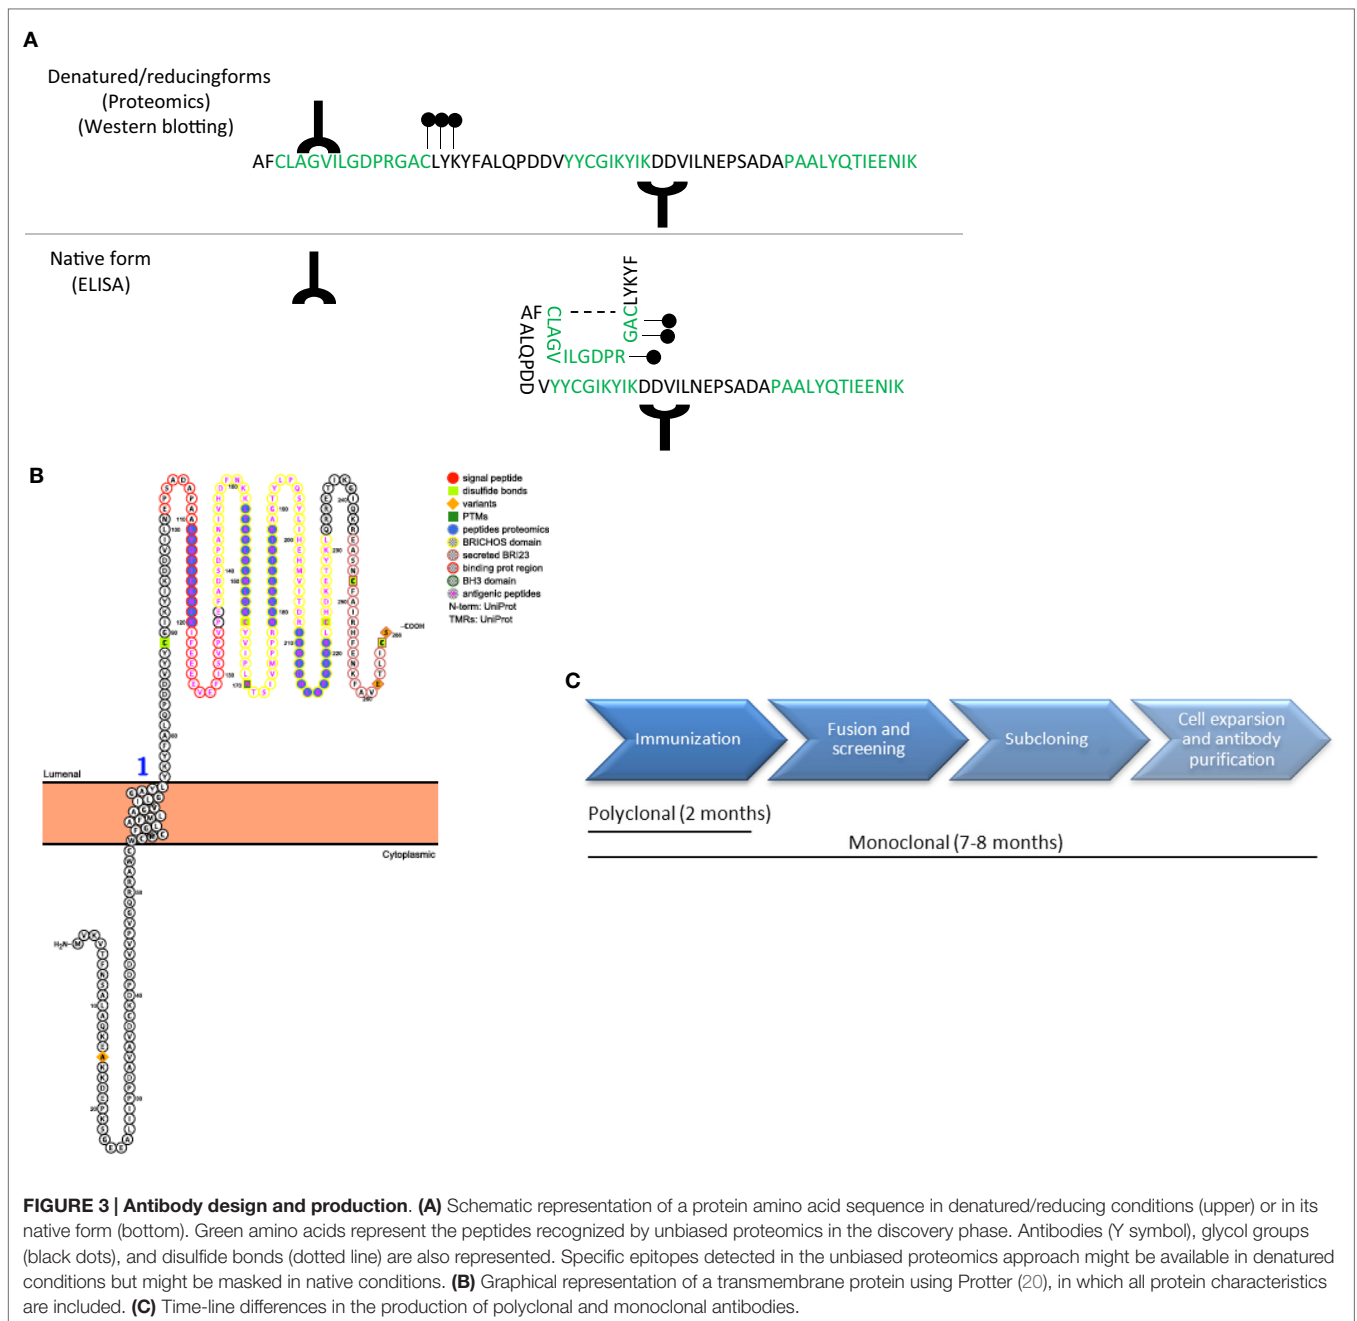 A
Denatured/reducingforms
(Proteomics)
(Western blotting)
AFCLAGVILGDPRGACLYKYFALQPDDVYYCGIKYIKDDVILNEPSADAPAALYQTIEENIK
Native form
(ELISA)
GACLYKYF
AF CLAGV
ALQPDD
ILGDPR
VYYCGIKYIKDDVILNEPSADAPAALYQTIEENIK
B
signal peptide
disulfide bonds
variants
PTMs
peptides proteomics
BRICHOS domain
secreted BRI23
binding prot region
BH3 domain
antigenic peptides
N-term: UniProt
TMRs: UniProt
-COOH
1
Lumenal
Cytoplasmic
H₂N-
C
Immunization
Fusion and
screening
Subcloning
Cell exparsion
and antibody
purification
Polyclonal (2 months)
Monoclonal (7-8 months)
FIGURE 3 | Antibody design and production. (A) Schematic representation of a protein amino acid sequence in denatured/reducing conditions (upper) or in its
native form (bottom). Green amino acids represent the peptides recognized by unbiased proteomics in the discovery phase. Antibodies (Y symbol), glycol groups
(black dots), and disulfide bonds (dotted line) are also represented. Specific epitopes detected in the unbiased proteomics approach might be available in denatured
conditions but might be masked in native conditions. (B) Graphical representation of a transmembrane protein using Protter (20), in which all protein characteristics
are included. (C) Time-line differences in the production of polyclonal and monoclonal antibodies.